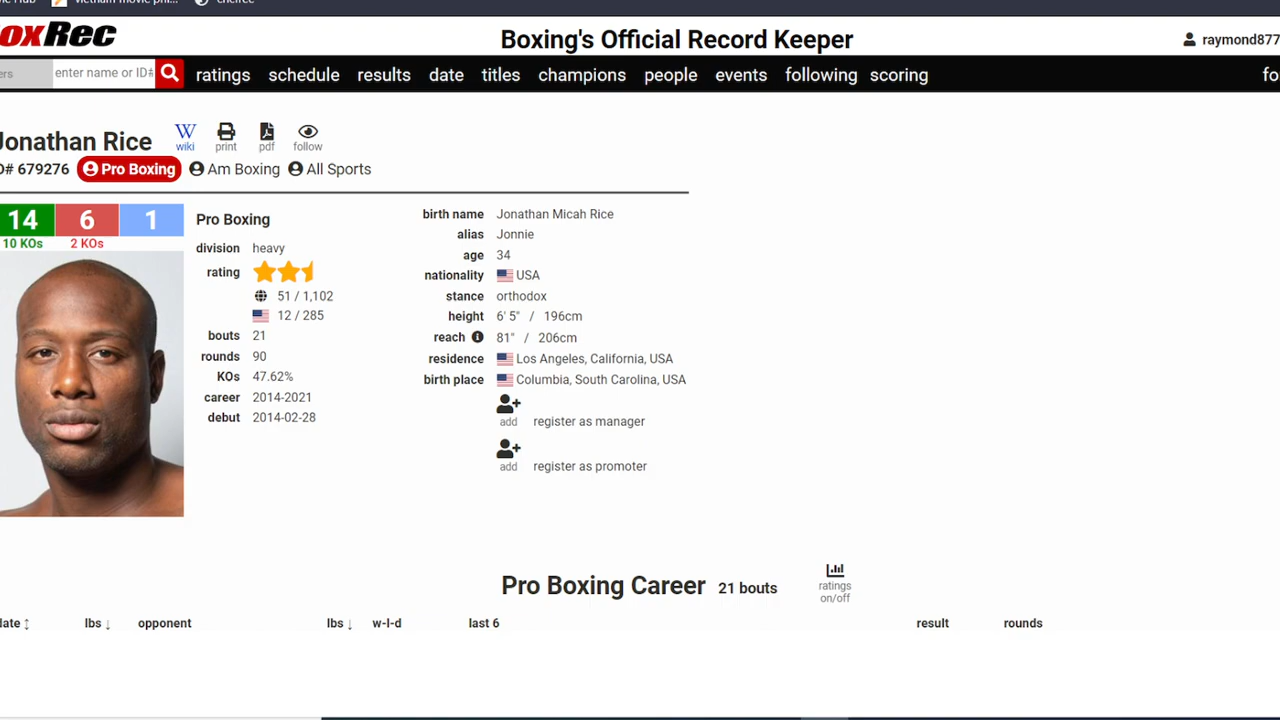 vietnam movie phi...
oxRec
Boxing's Official Record Keeper
raymond877
ers
enter name or ID#
ratings schedule results date titles champions people events following scoring
fo
Jonathan Rice
W
wiki print pdf follow
D# 679276 Pro Boxing Am Boxing All Sports
14 6 1
10 KOs 2 KOs
Pro Boxing
division heavy
rating
51 / 1,102
12 / 285
bouts 21
rounds 90
KOs 47.62%
career 2014-2021
debut 2014-02-28
birth name Jonathan Micah Rice
alias Jonnie
age 34
nationality USA
stance orthodox
height 6' 5" / 196cm
reach 81" / 206cm
residence Los Angeles, California, USA
birth place Columbia, South Carolina, USA
add register as manager
add register as promoter
Pro Boxing Career 21 bouts
ratings
on/off
date ↕ lbs ↓ opponent lbs ↓ w-l-d last 6 result rounds